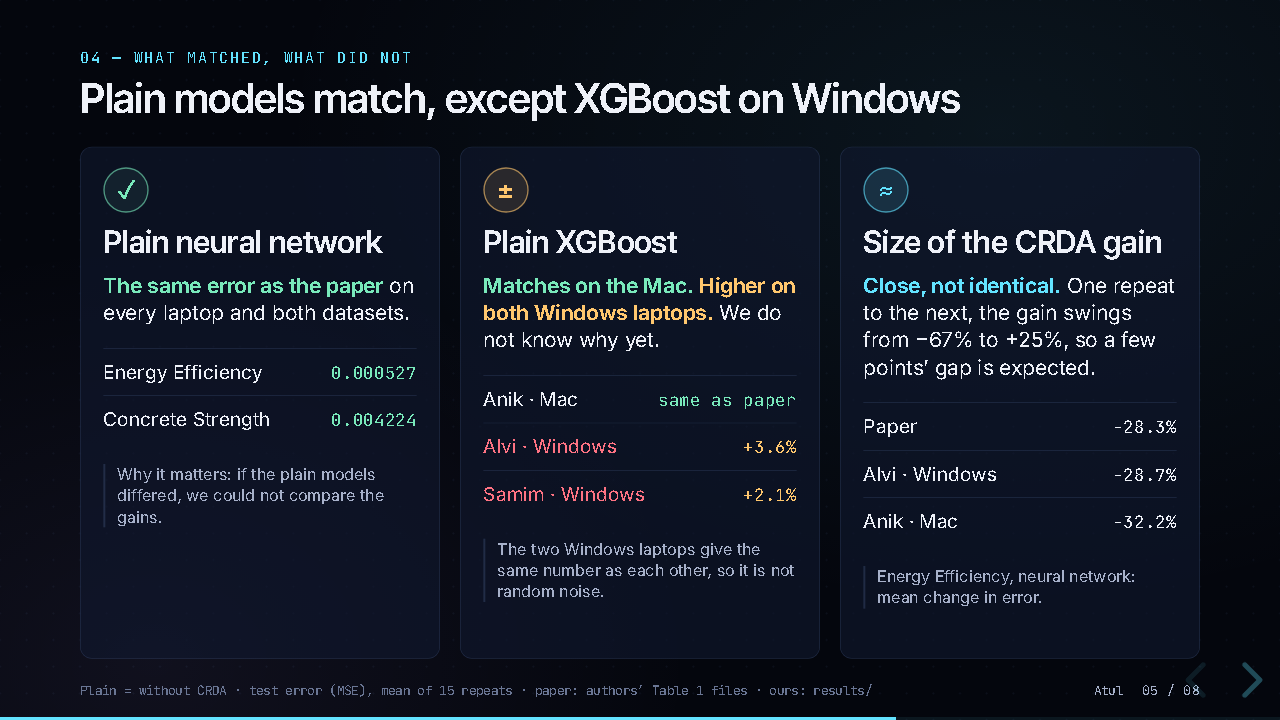 04 — WHAT MATCHED, WHAT DID NOT
Plain models match, except XGBoost on Windows
✓
Plain neural network
The same error as the paper on
every laptop and both datasets.
Energy Efficiency 0.000527
Concrete Strength 0.004224
Why it matters: if the plain models
differed, we could not compare the
gains.
±
Plain XGBoost
Matches on the Mac. Higher on
both Windows laptops. We do
not know why yet.
Anik · Mac same as paper
Alvi · Windows +3.6%
Samim · Windows +2.1%
The two Windows laptops give the
same number as each other, so it is not
random noise.
≈
Size of the CRDA gain
Close, not identical. One repeat
to the next, the gain swings
from −67% to +25%, so a few
points’ gap is expected.
Paper -28.3%
Alvi · Windows -28.7%
Anik · Mac -32.2%
Energy Efficiency, neural network:
mean change in error.
Plain = without CRDA · test error (MSE), mean of 15 repeats · paper: authors’ Table 1 files · ours: results/
Atul 05 / 08